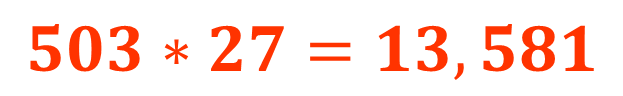 503 * 27 = 13,581